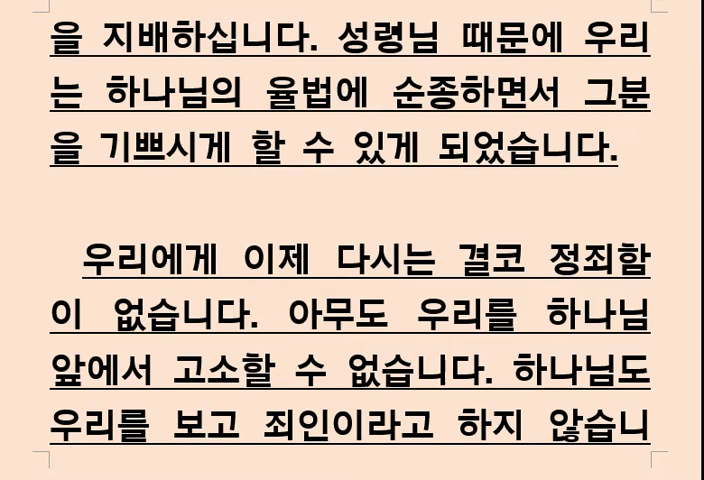 을 지배하십니다. 성령님 때문에 우리
는 하나님의 율법에 순종하면서 그분
을 기쁘시게 할 수 있게 되었습니다.
우리에게 이제 다시는 결코 정죄함
이 없습니다. 아무도 우리를 하나님
앞에서 고소할 수 없습니다. 하나님도
우리를 보고 죄인이라고 하지 않습니